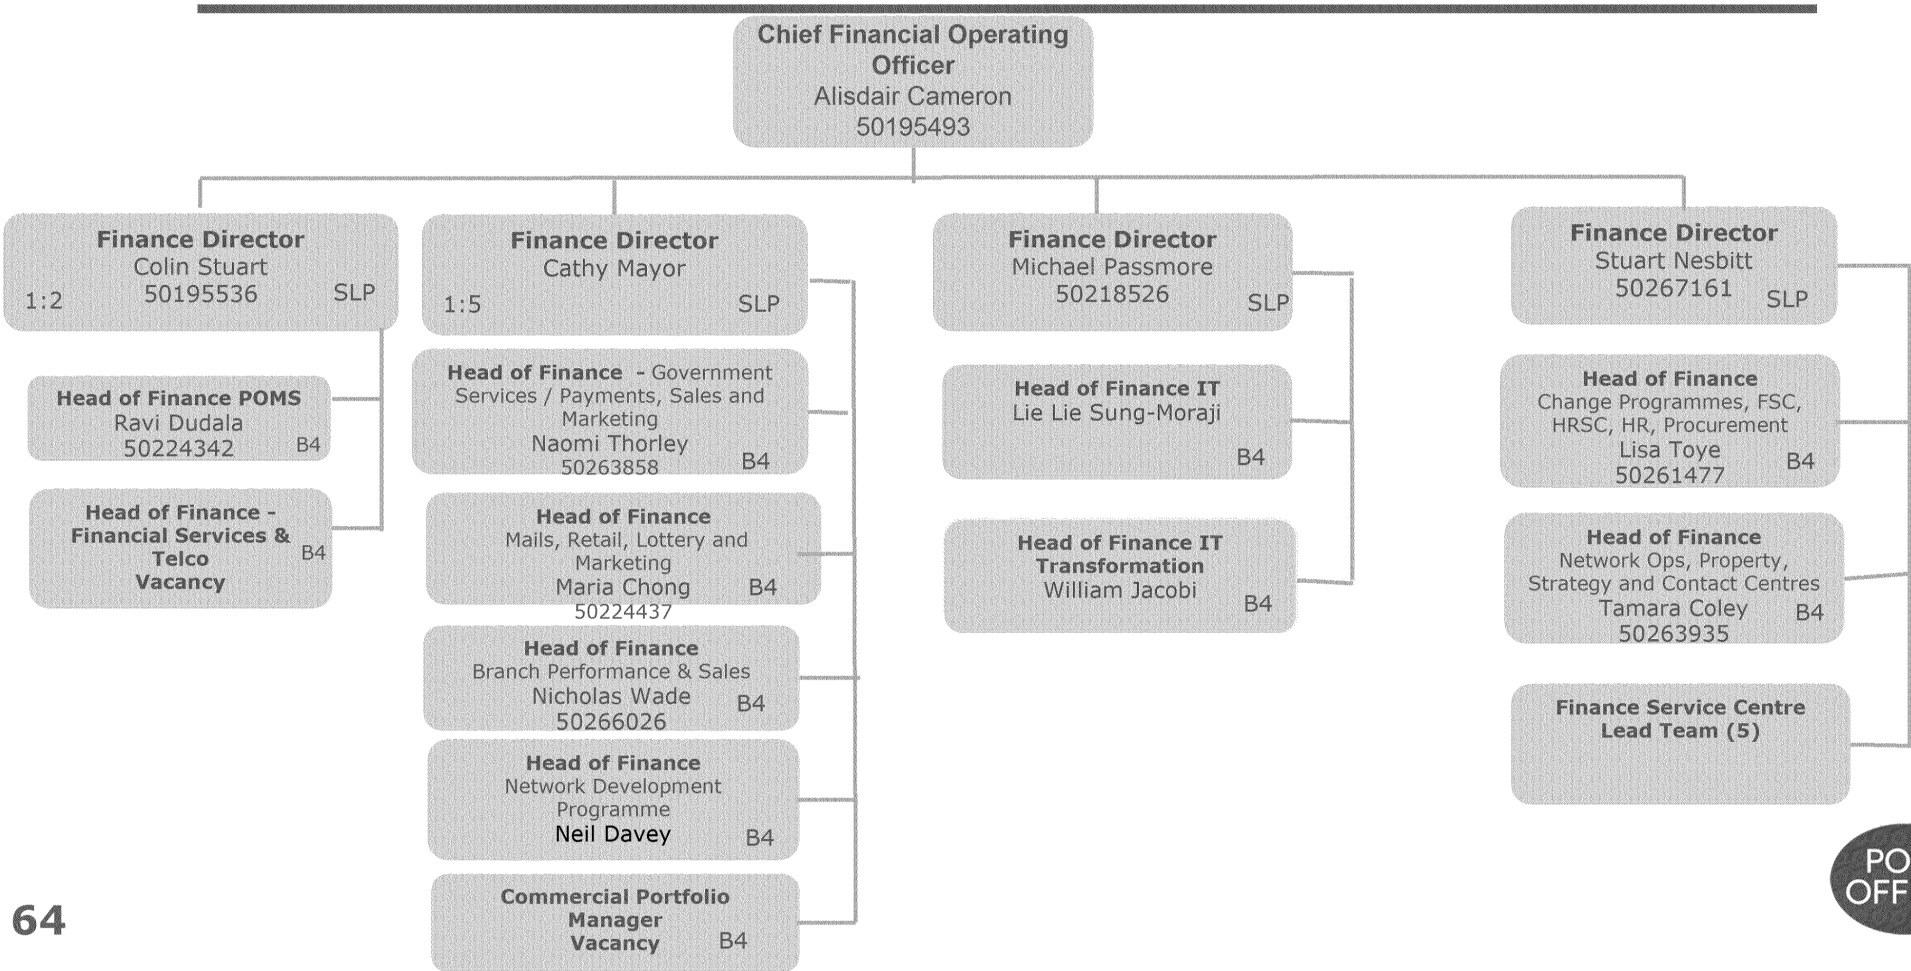 Chief Financial Operating
Officer
Alisdair Cameron
50195493
Finance Director
Colin Stuart
50195536
1:2
SLP
Head of Finance POMS
Ravi Dudala
50224342
B4
Head of Finance -
Financial Services &
Telco
Vacancy
B4
Finance Director
Cathy Mayor
1:5
SLP
Head of Finance - Government
Services / Payments, Sales and
Marketing
Naomi Thorley
50263858
B4
Head of Finance
Mails, Retail, Lottery and
Marketing
Maria Chong
50224437
B4
Head of Finance
Branch Performance & Sales
Nicholas Wade
50266026
B4
Head of Finance
Network Development
Programme
Neil Davey
B4
Commercial Portfolio
Manager
Vacancy
B4
Finance Director
Michael Passmore
50218526
SLP
Head of Finance IT
Lie Lie Sung-Moraji
B4
Head of Finance IT
Transformation
William Jacobi
B4
Finance Director
Stuart Nesbitt
50267161
SLP
Head of Finance
Change Programmes, FSC,
HRSC, HR, Procurement
Lisa Toye
50261477
B4
Head of Finance
Network Ops, Property,
Strategy and Contact Centres
Tamara Coley
50263935
B4
Finance Service Centre
Lead Team (5)
64
PO
OFF